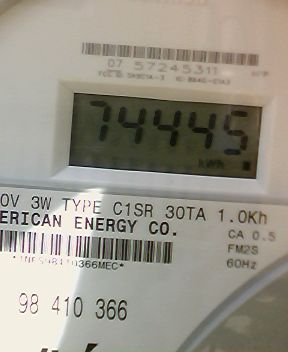 07 57245311
74445
kWh
0V 3W TYPE C1SR 30TA 1.0Kh
ERICAN ENERGY CO.
CA 0.5
FM2S
60Hz
98 410 366